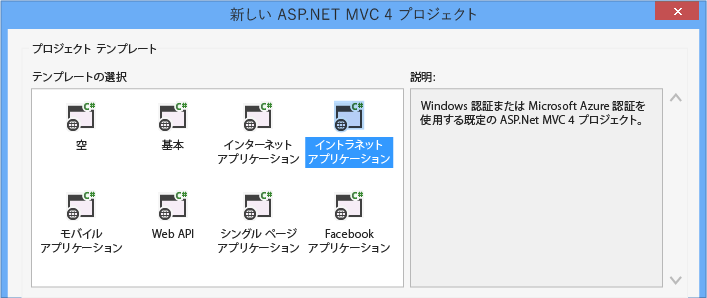 新しい ASP.NET MVC 4 プロジェクト
プロジェクト テンプレート
テンプレートの選択
説明:
C# C# C# C#
空
基本
インターネット
アプリケーション
イントラネット
アプリケーション
C# C# C# C#
モバイル
アプリケーション
Web API
シングル ページ
アプリケーション
Facebook
アプリケーション
Windows 認証または Microsoft Azure 認証を
使用する既定の ASP.Net MVC 4 プロジェクト。